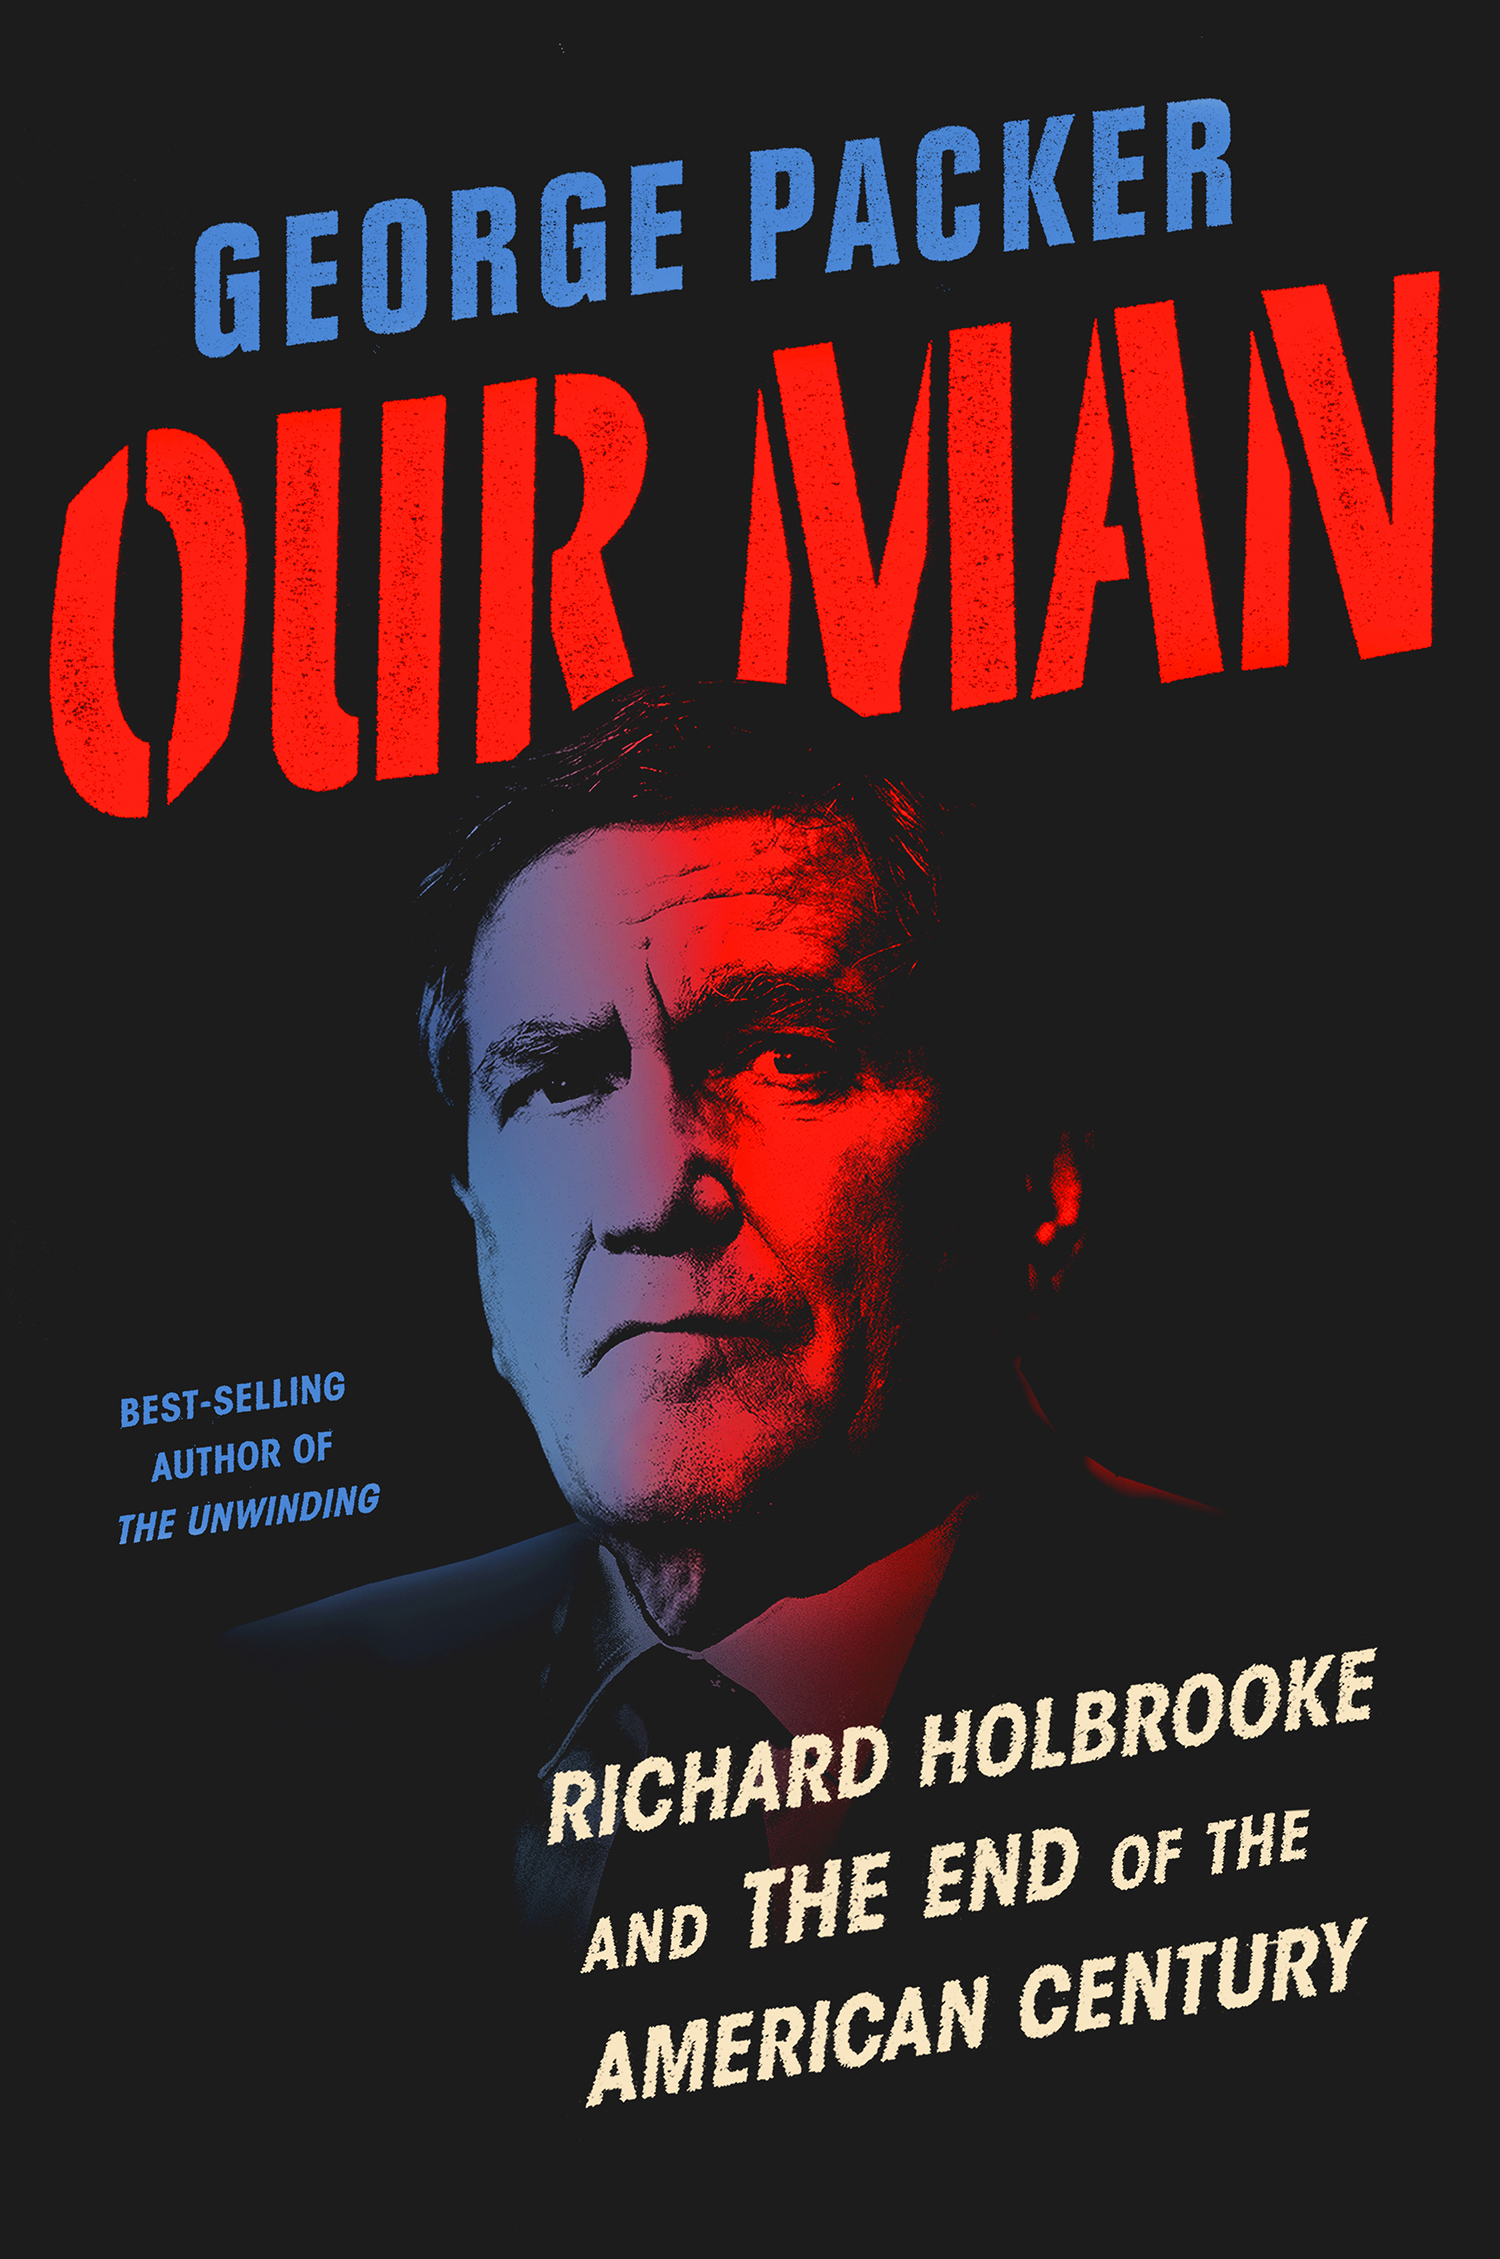 GEORGE PACKER
OUR MAN
BEST-SELLING
AUTHOR OF
THE UNWINDING
RICHARD HOLBROOKE
AND THE END OF THE
AMERICAN CENTURY